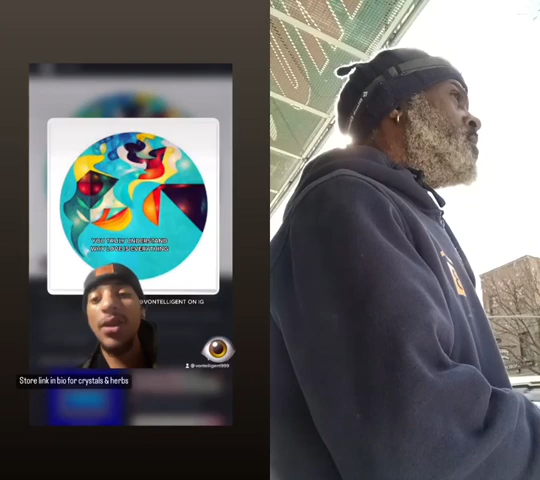 YOU TRULY UNDERSTAND
WHY LOVE IS EVERYTHING
@VONTELLIGENT ON IG
@vontelligent999
Store link in bio for crystals & herbs